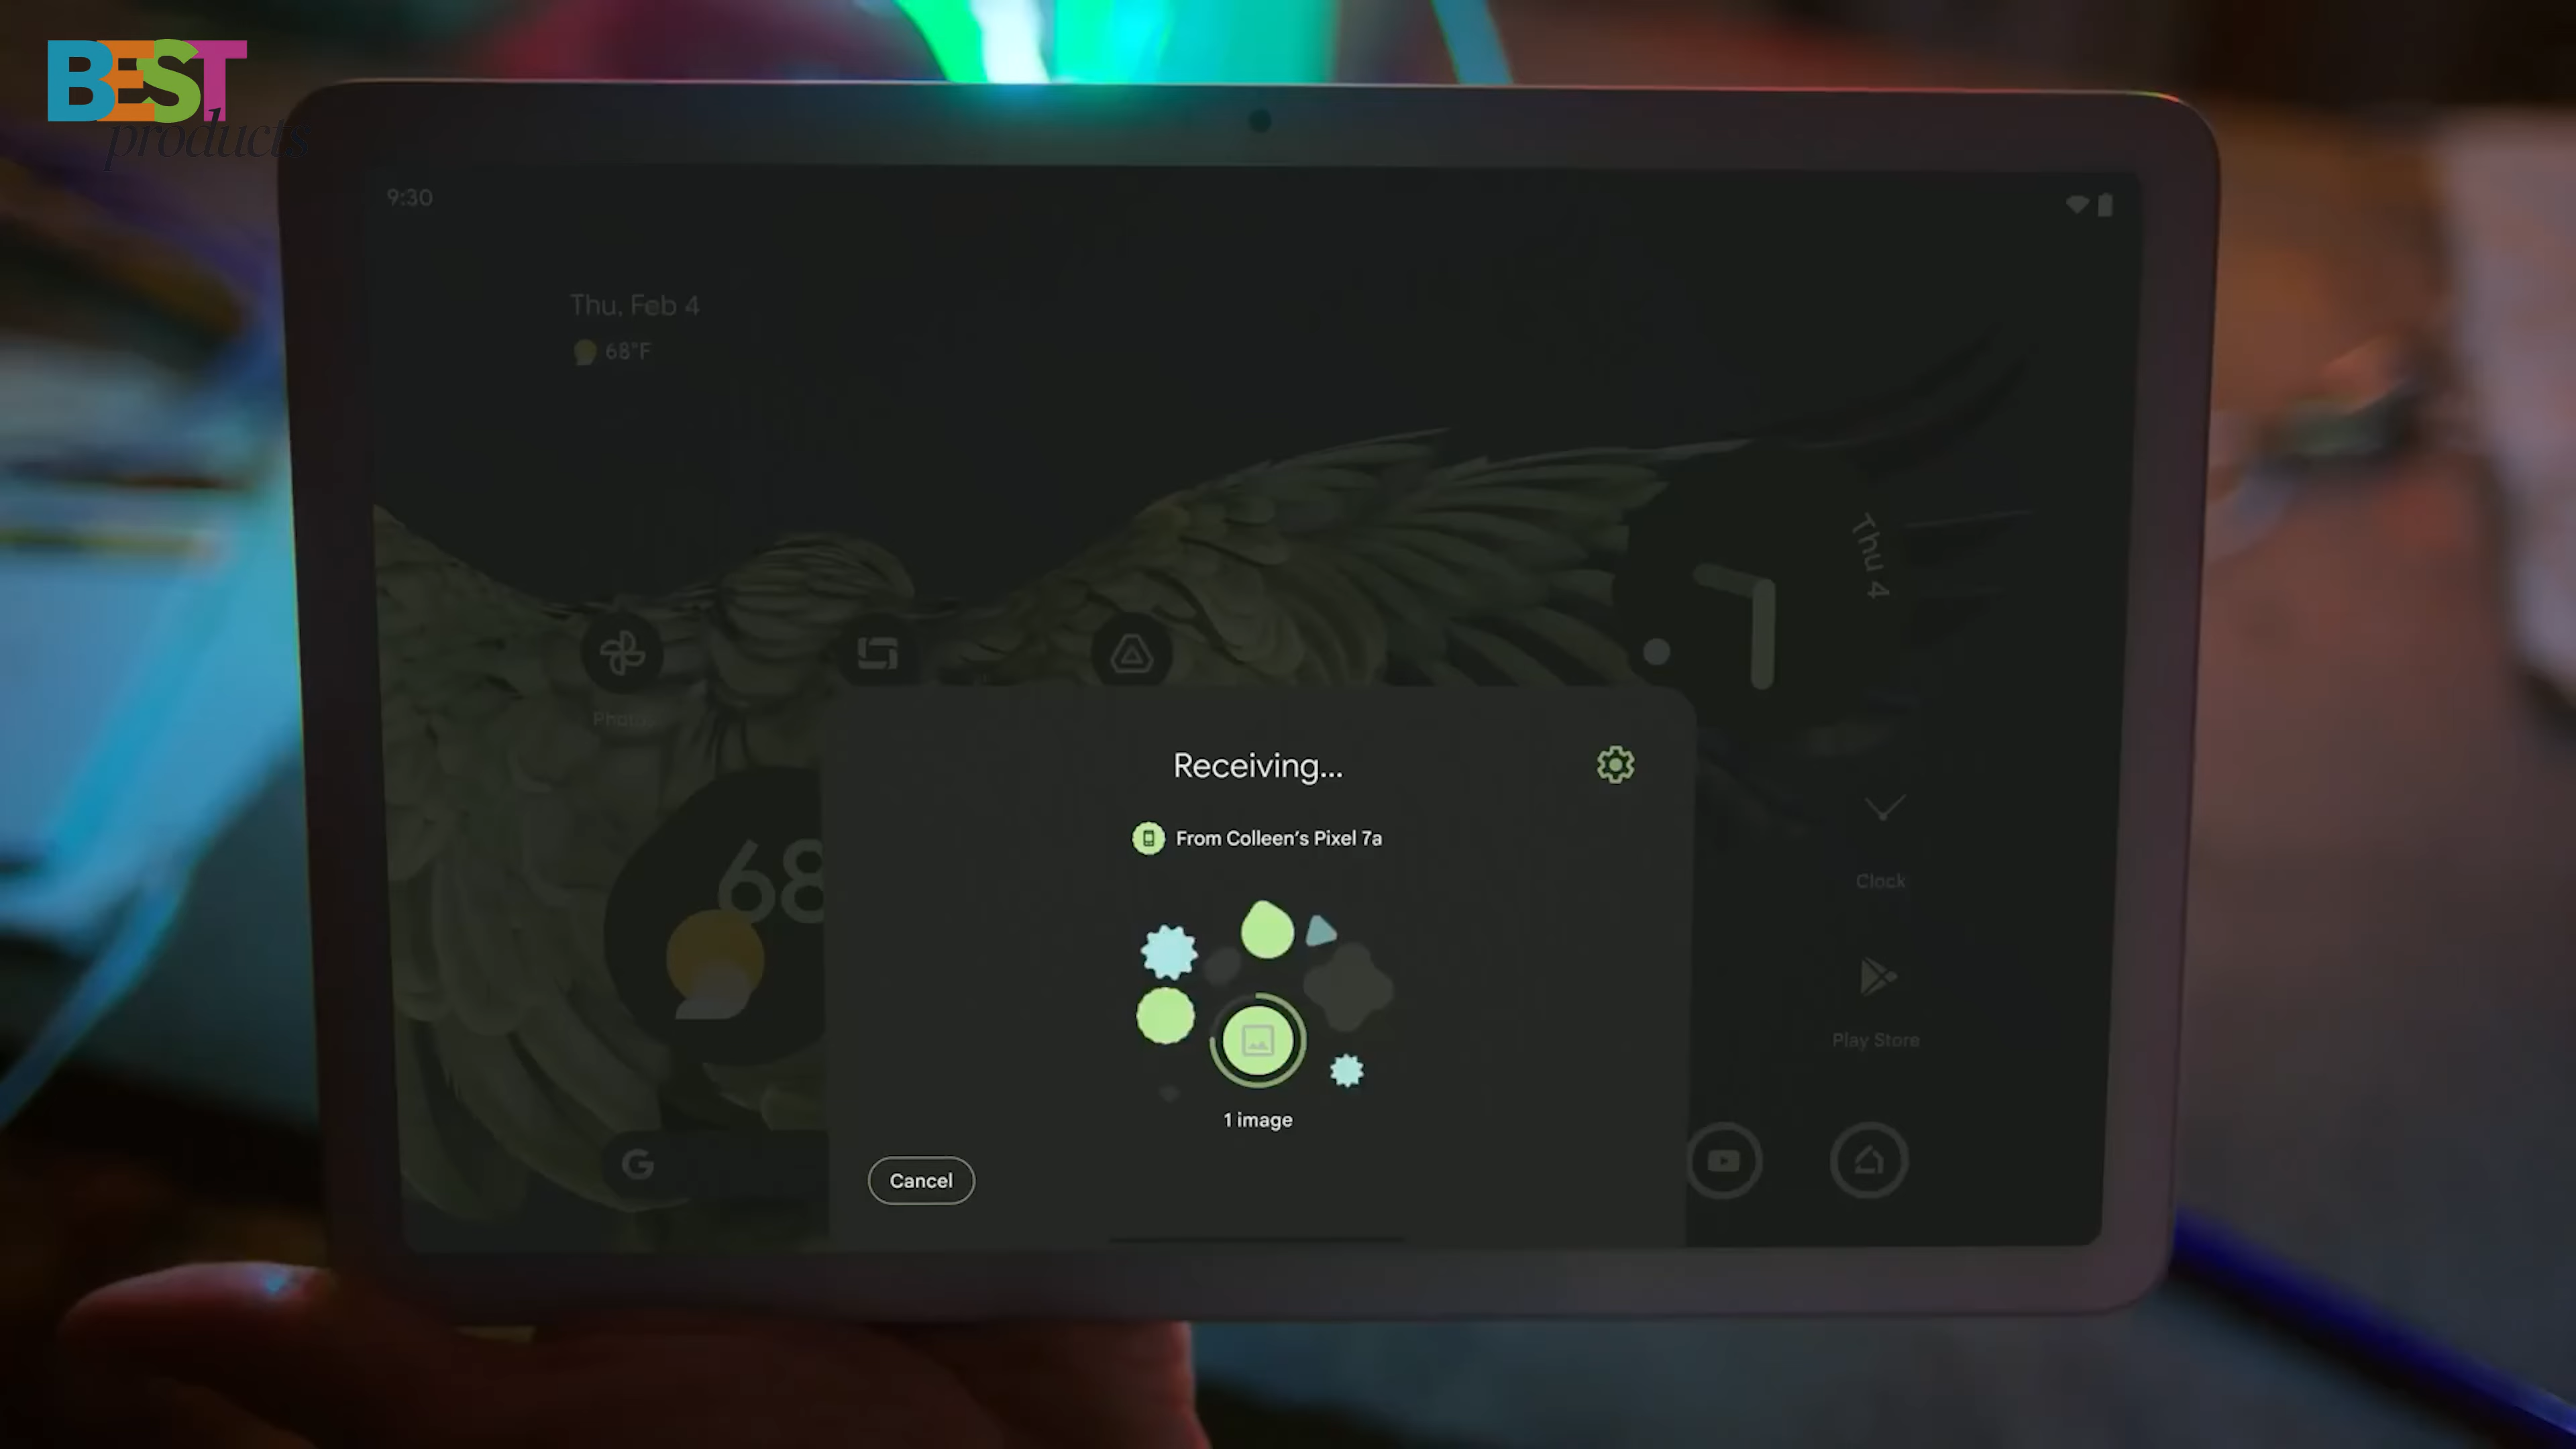 BEST
products
9:30
Thu, Feb 4
68°F
Thu 4
Photos
Receiving...
From Colleen's Pixel 7a
68
Clock
Play Store
1 image
G
Cancel